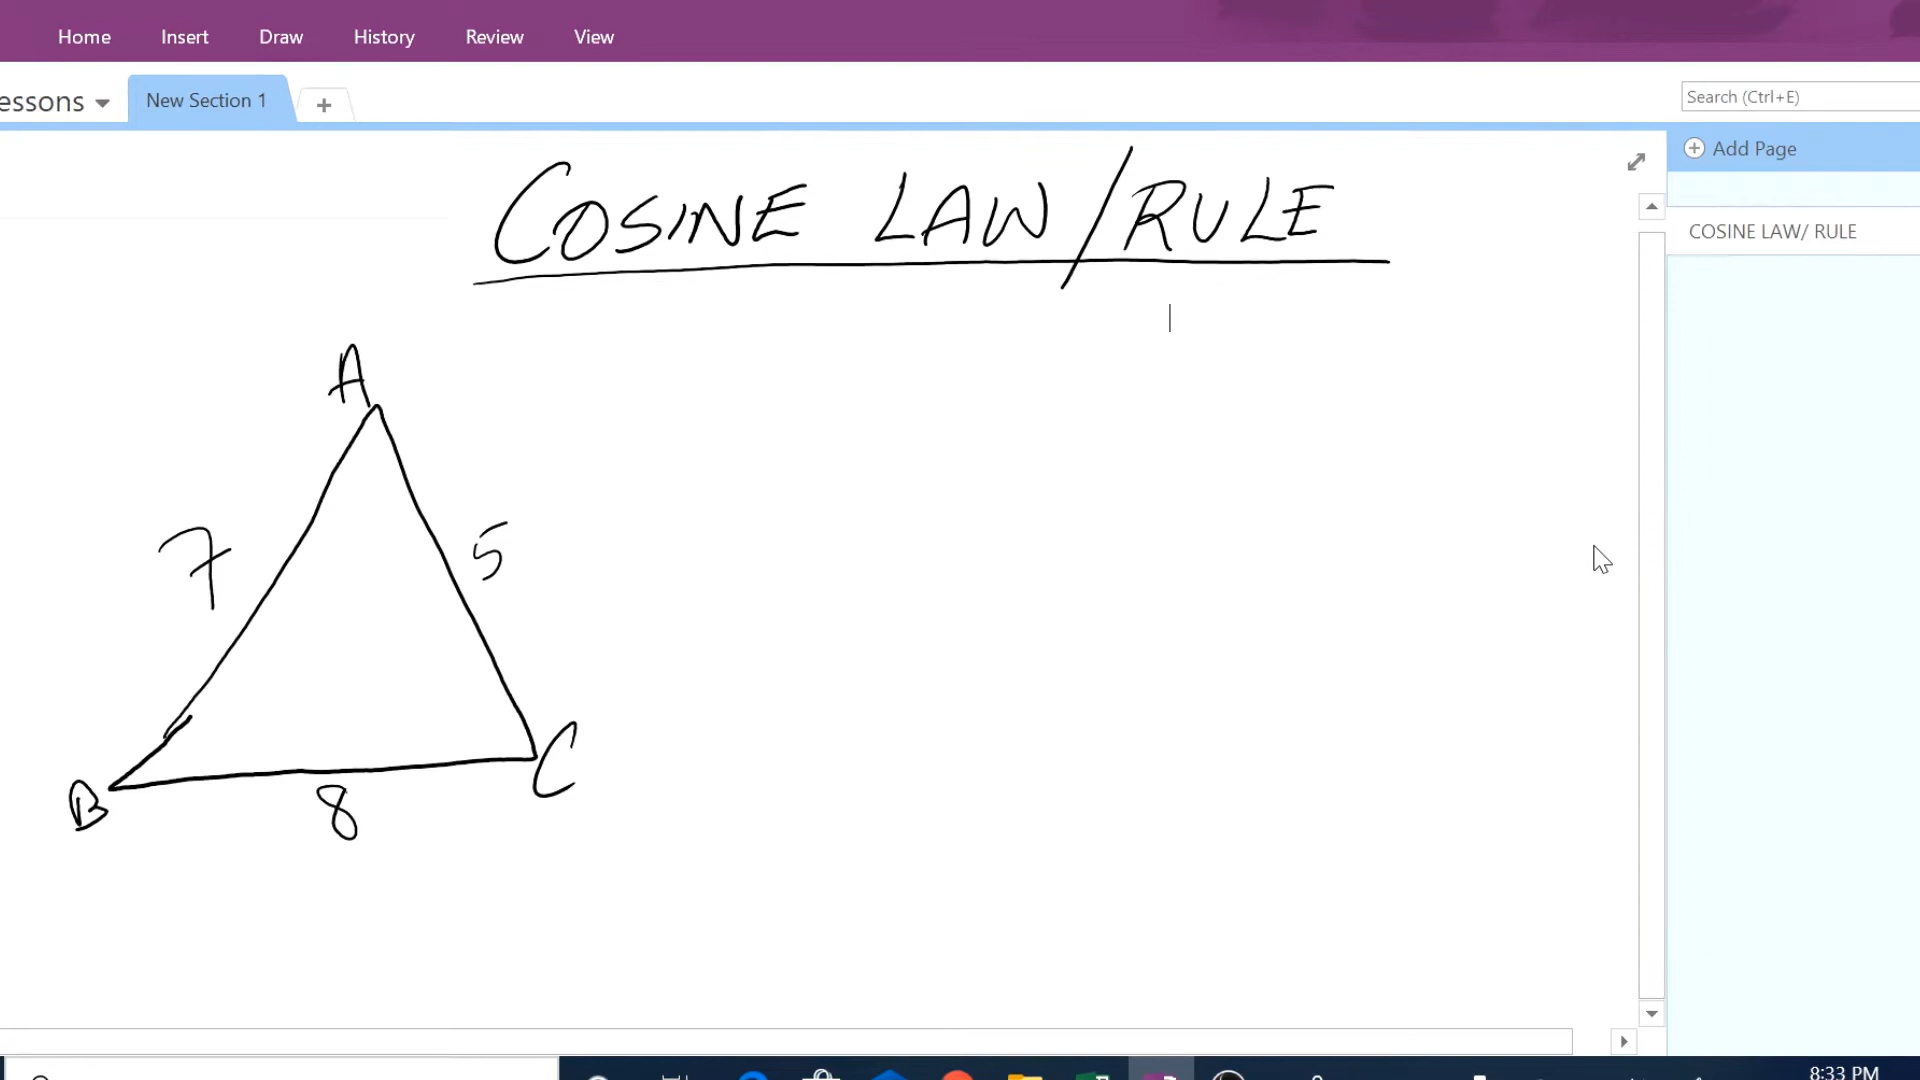 Home Insert Draw History Review View
essons New Section 1 +
Search (Ctrl+E)
Add Page
COSINE LAW/RULE
COSINE LAW/ RULE
A
7
5
B
C
8
8:33 PM